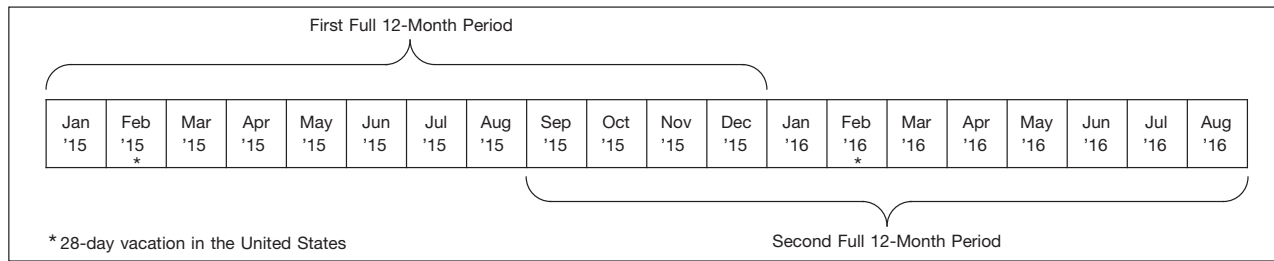 First Full 12-Month Period
Jan Feb Mar Apr May Jun Jul Aug Sep Oct Nov Dec Jan Feb Mar Apr May Jun Jul Aug
’15 ’15 ’15 ’15 ’15 ’15 ’15 ’15 ’15 ’15 ’15 ’15 ’16 ’16 ’16 ’16 ’16 ’16 ’16 ’16
* *
* 28-day vacation in the United States
Second Full 12-Month Period